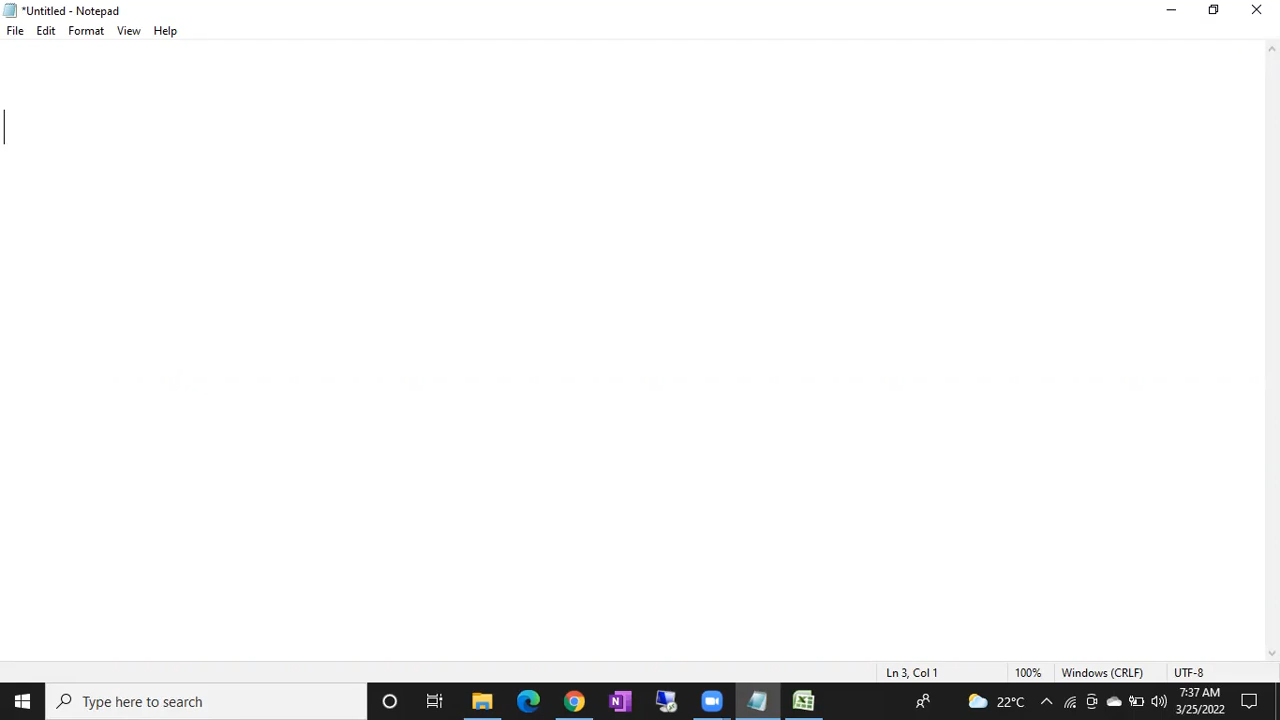 *Untitled - Notepad
File Edit Format View Help
Ln 3, Col 1 100% Windows (CRLF) UTF-8
Type here to search
N
22°C
7:37 AM
3/25/2022